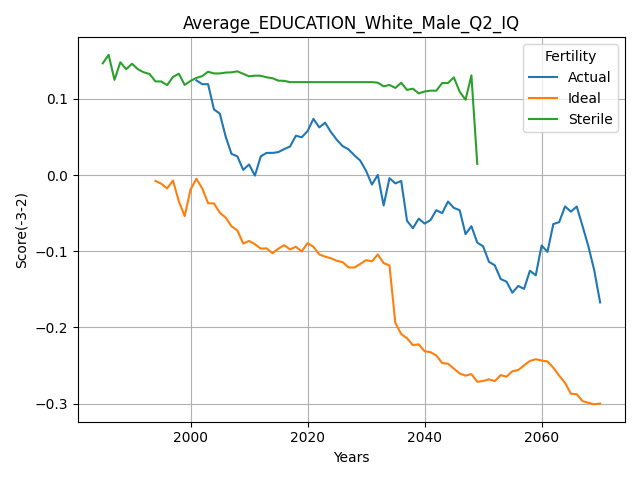 Average_EDUCATION_White_Male_Q2_IQ
Fertility
Actual
Ideal
Sterile
Score(-3-2)
0.1
0.0
−0.1
−0.2
−0.3
2000
2020
2040
2060
Years